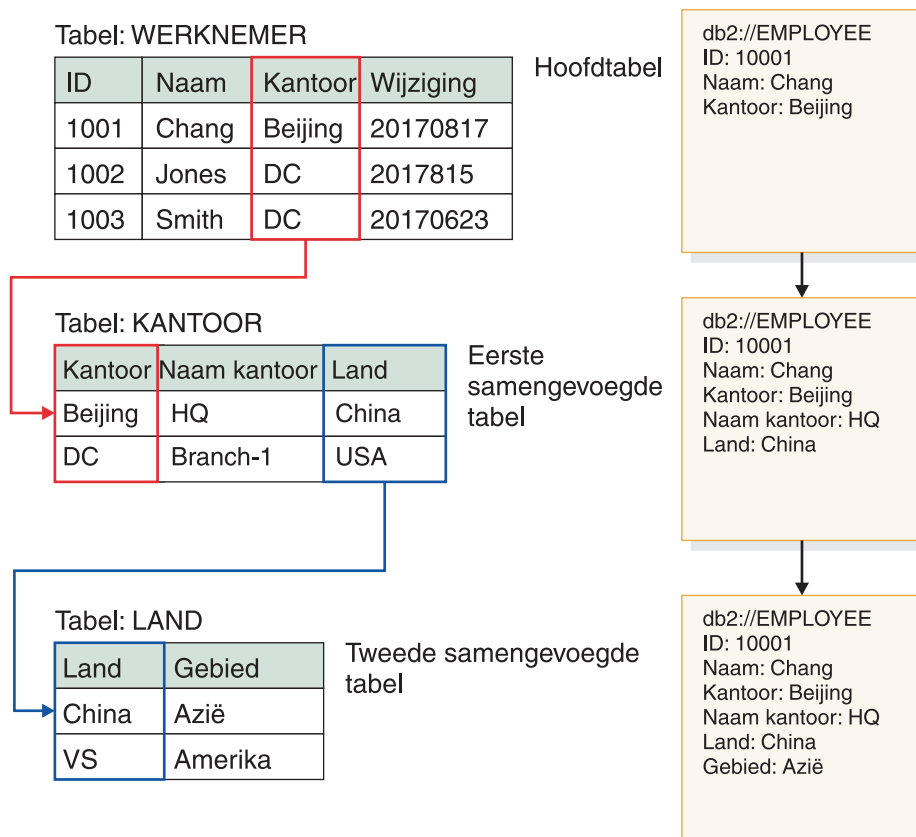 Tabel: WERKNEMER
ID Naam Kantoor Wijziging
1001 Chang Beijing 20170817
1002 Jones DC 2017815
1003 Smith DC 20170623
Hoofdtabel
db2://EMPLOYEE
ID: 10001
Naam: Chang
Kantoor: Beijing
Tabel: KANTOOR
Kantoor Naam kantoor Land
Beijing HQ China
DC Branch-1 USA
Eerste
samengevoegde
tabel
db2://EMPLOYEE
ID: 10001
Naam: Chang
Kantoor: Beijing
Naam kantoor: HQ
Land: China
Tabel: LAND
Land Gebied
China Azië
VS Amerika
Tweede samengevoegde
tabel
db2://EMPLOYEE
ID: 10001
Naam: Chang
Kantoor: Beijing
Naam kantoor: HQ
Land: China
Gebied: Azië